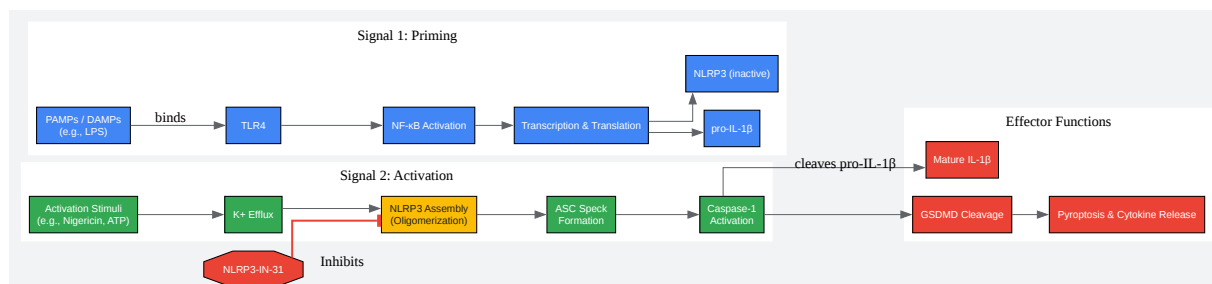 Signal 1: Priming
NLRP3 (inactive)
PAMPs / DAMPs
(e.g., LPS)
binds
TLR4
NF-κB Activation
Transcription & Translation
pro-IL-1β
Effector Functions
Signal 2: Activation
cleaves pro-IL-1β
Mature IL-1β
Activation Stimuli
(e.g., Nigericin, ATP)
K+ Efflux
NLRP3 Assembly
(Oligomerization)
ASC Speck
Formation
Caspase-1
Activation
GSDMD Cleavage
Pyroptosis & Cytokine Release
NLRP3-IN-31
Inhibits